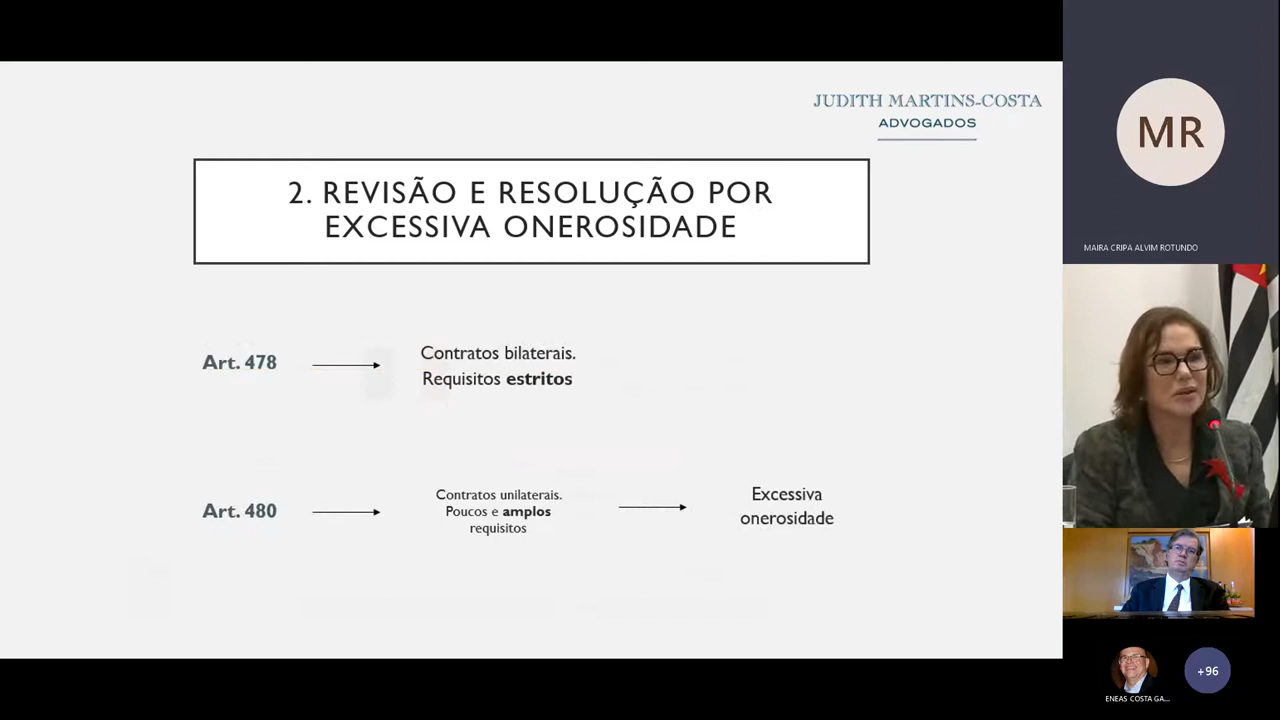 JUDITH MARTINS-COSTA
ADVOGADOS
2. REVISÃO E RESOLUÇÃO POR
EXCESSIVA ONEROSIDADE
Art. 478
Contratos bilaterais.
Requisitos estritos
Art. 480
Contratos unilaterais.
Poucos e amplos
requisitos
Excessiva
onerosidade
MR
MAIRA CRIPA ALVIM ROTUNDO
ENEAS COSTA GA...
+96